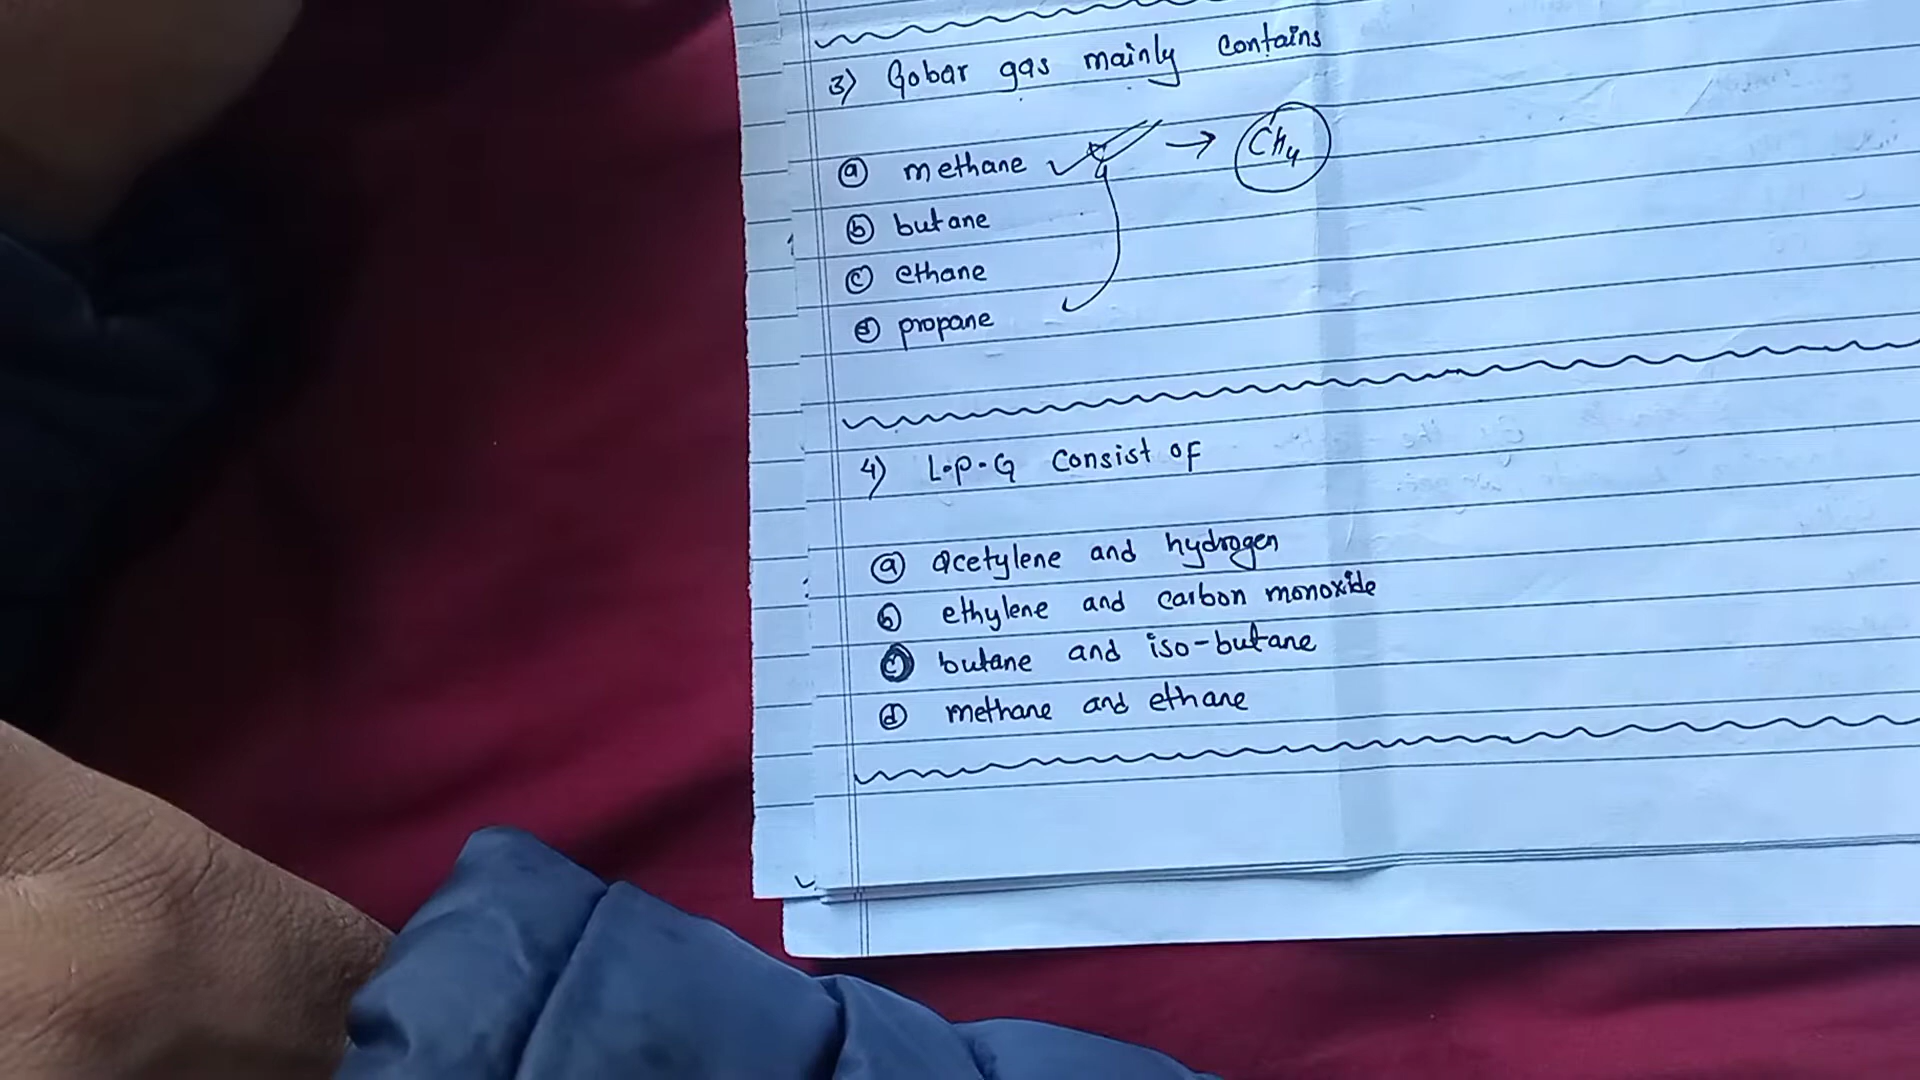 3) Gobar gas mainly contains
ⓐ methane ✓ → CH₄
ⓑ butane
ⓒ ethane
ⓓ propane
4) L.P.G Consist of
ⓐ acetylene and hydrogen
ⓑ ethylene and carbon monoxide
ⓒ butane and iso-butane
ⓓ methane and ethane